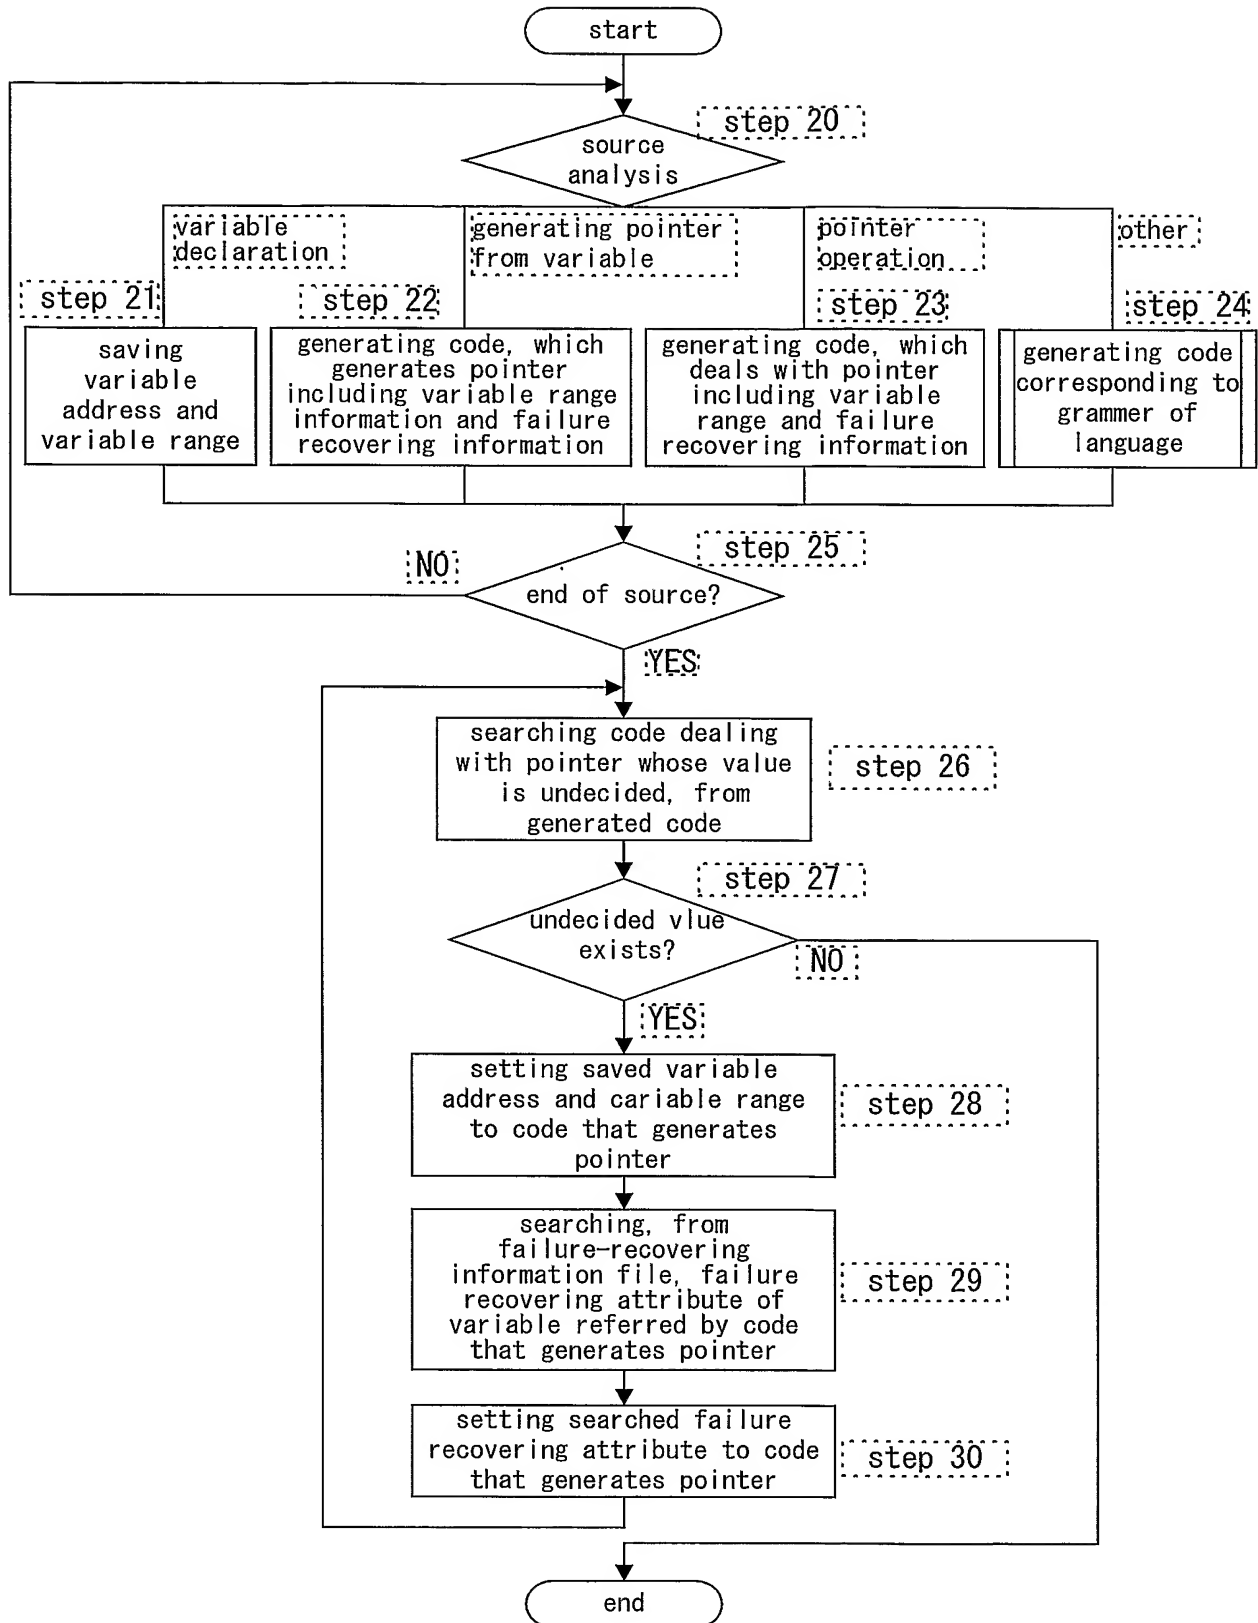 start
step 20
source
analysis
variable
declaration
generating pointer
from variable
pointer
operation
other
step 21
step 22
step 23
step 24
saving
variable
address and
variable range
generating code, which
generates pointer
including variable range
information and failure
recovering information
generating code, which
deals with pointer
including variable
range and failure
recovering information
generating code
corresponding to
grammer of
language
step 25
NO
end of source?
YES
searching code dealing
with pointer whose value
is undecided, from
generated code
step 26
step 27
undecided vlue
exists?
NO
YES
setting saved variable
address and cariable range
to code that generates
pointer
step 28
searching, from
failure-recovering
information file, failure
recovering attribute of
variable referred by code
that generates pointer
step 29
setting searched failure
recovering attribute to code
that generates pointer
step 30
end